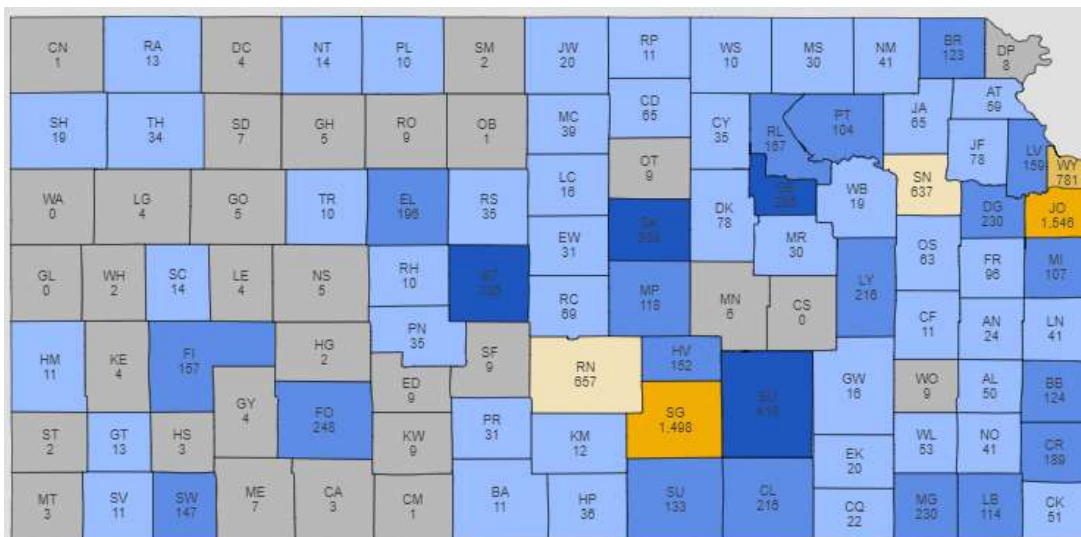 CN
1
RA
13
DC
4
NT
14
PL
10
SM
2
JW
20
RP
11
WS
10
MS
30
NM
41
BR
123
DP
8
SH
19
TH
34
SD
7
GH
5
RO
9
OB
1
MC
39
CD
65
CY
35
RL
167
PT
104
JA
65
AT
59
WA
0
LG
4
GO
5
TR
10
EL
196
RS
35
LC
16
OT
9
DK
78
WB
19
SN
637
JF
78
LV
159
WY
781
EW
31
SA
MR
30
OS
63
DG
230
JO
1,546
GL
0
WH
2
SC
14
LE
4
NS
5
RH
10
BT
RC
69
MP
118
MN
6
CS
0
LY
216
FR
96
MI
107
HM
11
KE
4
FI
157
HG
2
PN
35
SF
9
RN
657
HV
152
BU
CF
11
AN
24
LN
41
GY
4
FO
248
ED
9
GW
16
WO
9
AL
50
BB
124
ST
2
GT
13
HS
3
KW
9
PR
31
KM
12
SG
1,498
EK
20
WL
53
NO
41
CR
189
MT
3
SV
11
SW
147
ME
7
CA
3
CM
1
BA
11
HP
36
SU
133
CL
216
CQ
22
MG
230
LB
114
CK
51